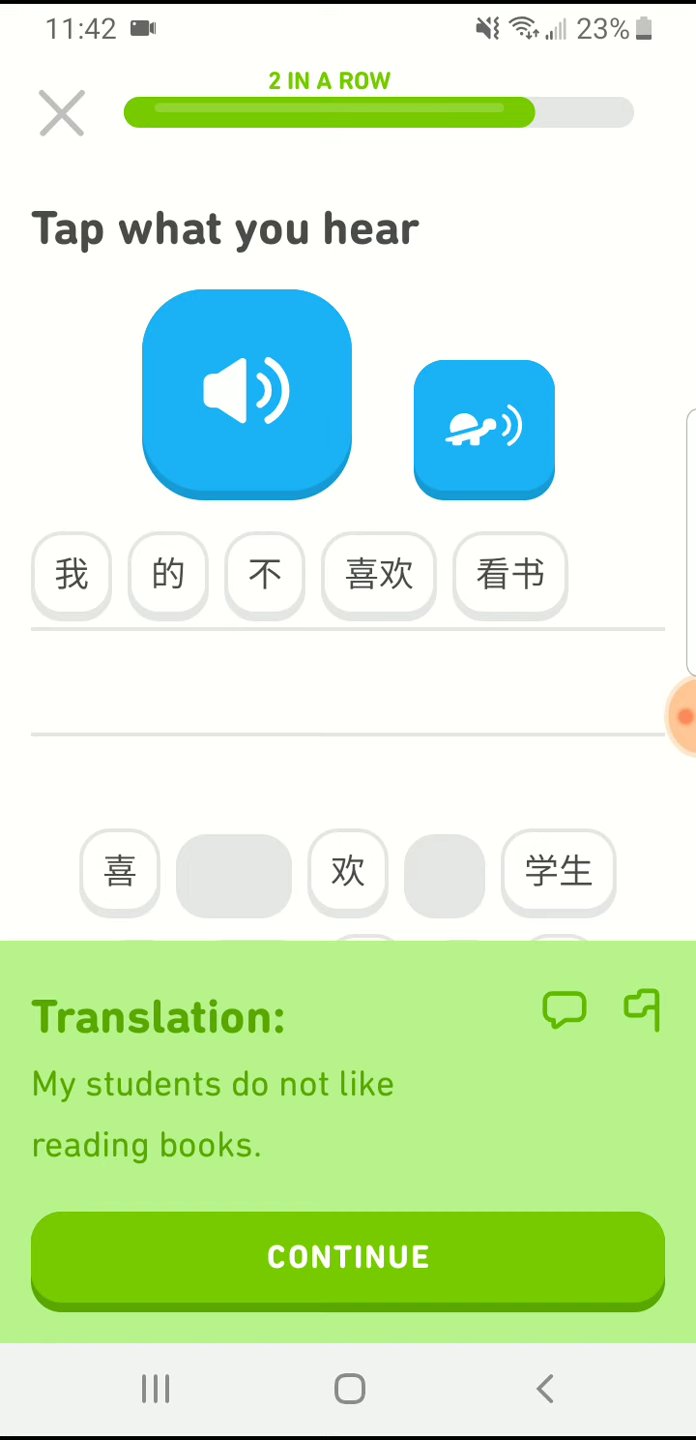 11:42 23%
2 IN A ROW
Tap what you hear
我 的 不 喜欢 看书
喜 欢 学生
Translation:
My students do not like
reading books.
CONTINUE